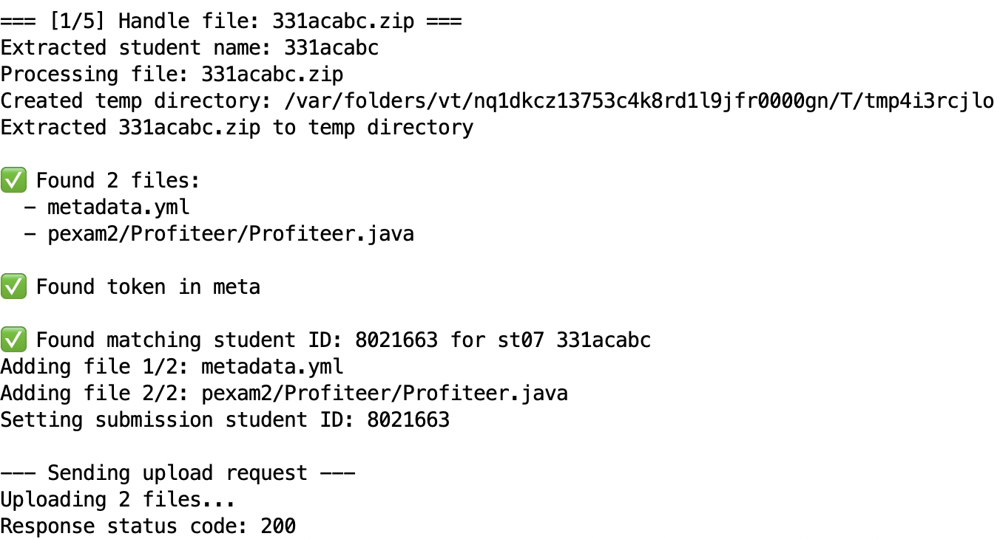 === [1/5] Handle file: 331acabc.zip ===
Extracted student name: 331acabc
Processing file: 331acabc.zip
Created temp directory: /var/folders/vt/nq1dkcz13753c4k8rd1l9jfr0000gn/T/tmp4i3rcjlo
Extracted 331acabc.zip to temp directory
✅ Found 2 files:
  - metadata.yml
  - pexam2/Profiteer/Profiteer.java
✅ Found token in meta
✅ Found matching student ID: 8021663 for st07 331acabc
Adding file 1/2: metadata.yml
Adding file 2/2: pexam2/Profiteer/Profiteer.java
Setting submission student ID: 8021663
--- Sending upload request ---
Uploading 2 files...
Response status code: 200